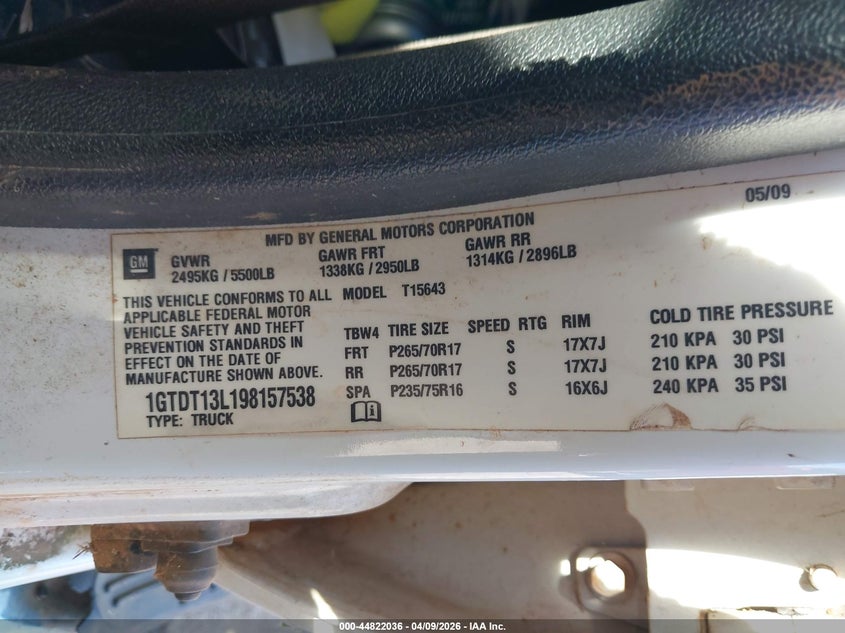 05/09
MFD BY GENERAL MOTORS CORPORATION
GM GVWR GAWR FRT GAWR RR
2495KG / 5500LB 1338KG / 2950LB 1314KG / 2896LB
THIS VEHICLE CONFORMS TO ALL MODEL T15643
APPLICABLE FEDERAL MOTOR
VEHICLE SAFETY AND THEFT
PREVENTION STANDARDS IN
EFFECT ON THE DATE OF
MANUFACTURE SHOWN ABOVE.
1GTDT13L198157538
TYPE: TRUCK
TBW4 TIRE SIZE SPEED RTG RIM COLD TIRE PRESSURE
FRT P265/70R17 S 17X7J 210 KPA 30 PSI
RR P265/70R17 S 17X7J 210 KPA 30 PSI
SPA P235/75R16 S 16X6J 240 KPA 35 PSI
000-44822036 - 04/09/2026 - IAA Inc.